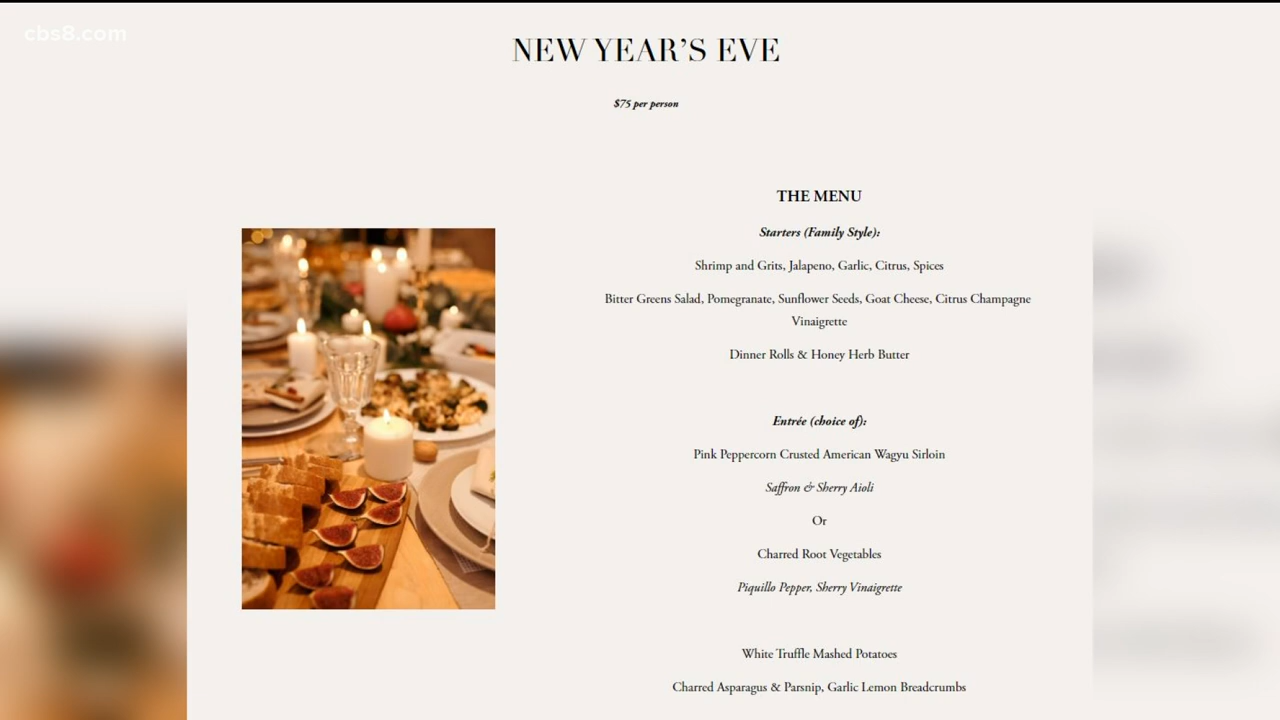 cbs8.com
NEW YEAR'S EVE
$75 per person
THE MENU
Starters (Family Style):
Shrimp and Grits, Jalapeno, Garlic, Citrus, Spices
Bitter Greens Salad, Pomegranate, Sunflower Seeds, Goat Cheese, Citrus Champagne
Vinaigrette
Dinner Rolls & Honey Herb Butter
Entrée (choice of):
Pink Peppercorn Crusted American Wagyu Sirloin
Saffron & Sherry Aioli
Or
Charred Root Vegetables
Piquillo Pepper, Sherry Vinaigrette
White Truffle Mashed Potatoes
Charred Asparagus & Parsnip, Garlic Lemon Breadcrumbs